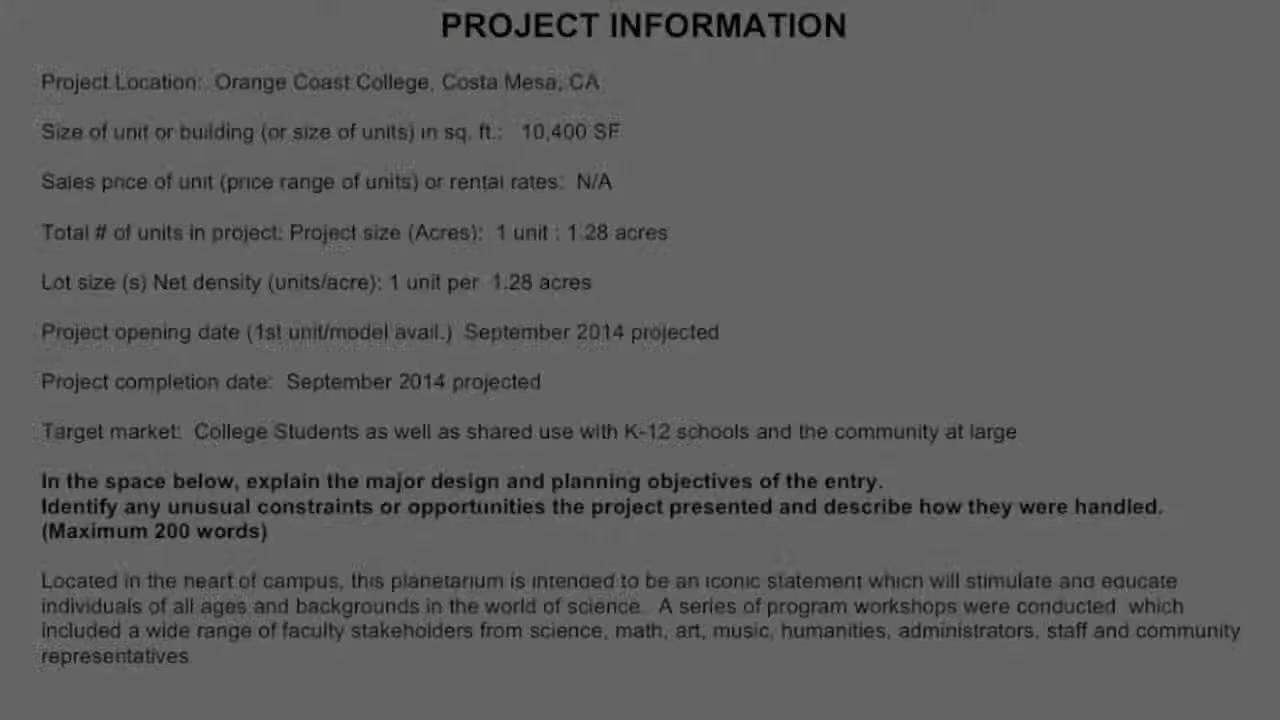 PROJECT INFORMATION
Project Location: Orange Coast College, Costa Mesa, CA
Size of unit or building (or size of units) in sq. ft.: 10,400 SF
Sales price of unit (price range of units) or rental rates: N/A
Total # of units in project: Project size (Acres): 1 unit : 1.28 acres
Lot size (s) Net density (units/acre): 1 unit per 1.28 acres
Project opening date (1st unit/model avail.) September 2014 projected
Project completion date: September 2014 projected
Target market: College Students as well as shared use with K-12 schools and the community at large
In the space below, explain the major design and planning objectives of the entry.
Identify any unusual constraints or opportunities the project presented and describe how they were handled.
(Maximum 200 words)
Located in the heart of campus, this planetarium is intended to be an iconic statement which will stimulate and educate
individuals of all ages and backgrounds in the world of science. A series of program workshops were conducted which
included a wide range of faculty stakeholders from science, math, art, music, humanities, administrators, staff and community
representatives.